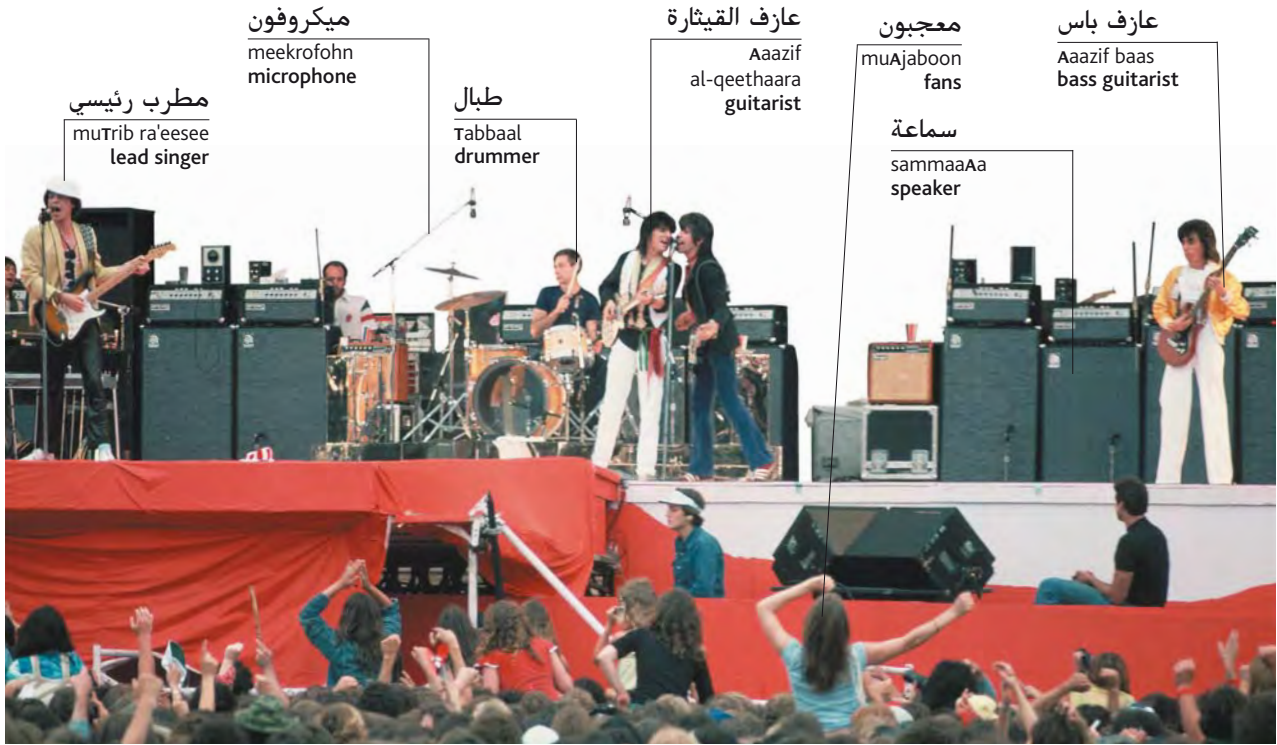 ميكروفون
meekrofohn
microphone
عازف القيثارة
Aaazif
al-qeethaara
guitarist
معجبون
muAjaboon
fans
عازف باس
Aaazif baas
bass guitarist
مطرب رئيسي
muTrib ra'eesee
lead singer
طبال
Tabbaal
drummer
سماعة
sammaaAa
speaker